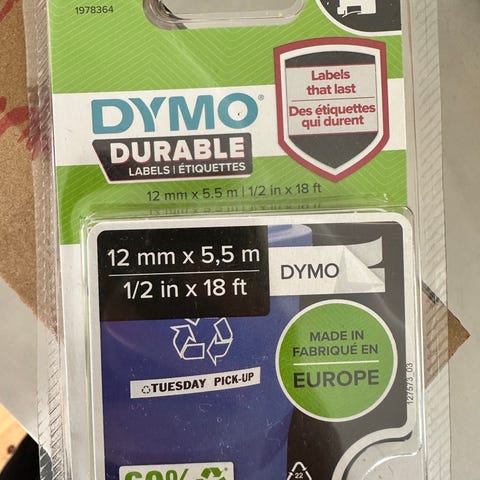 1978364
Labels
that last
Des étiquettes
qui durent
DYMO®
DURABLE
LABELS | ÉTIQUETTES
12 mm x 5.5 m | 1/2 in x 18 ft
12 mm x 5,5 m
1/2 in x 18 ft
DYMO
MADE IN
FABRIQUÉ EN
EUROPE
TUESDAY PICK-UP
127573_03
60%
22